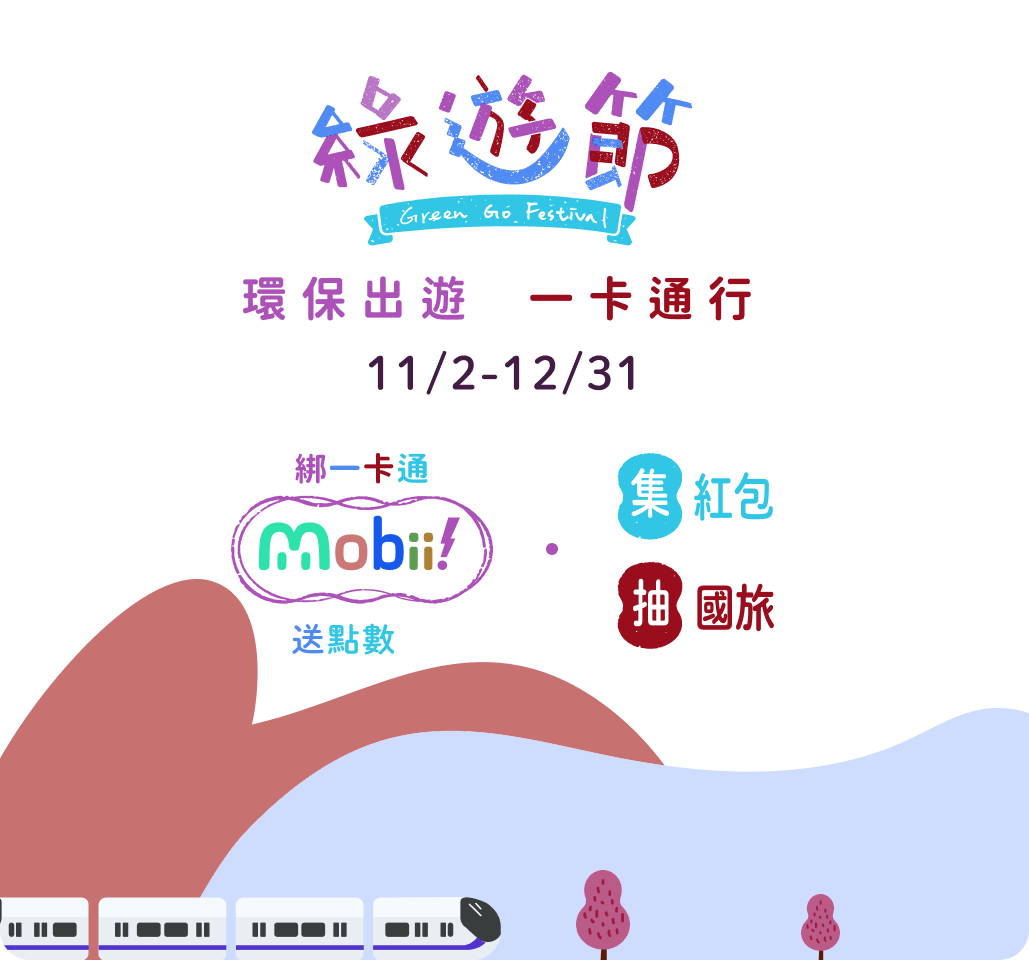 綠遊節
Green Go Festival
環保出遊 一卡通行
11/2-12/31
綁一卡通
Mobii!
送點數
集紅包
抽國旅